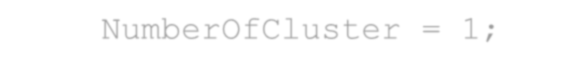 NumberOfCluster = 1;